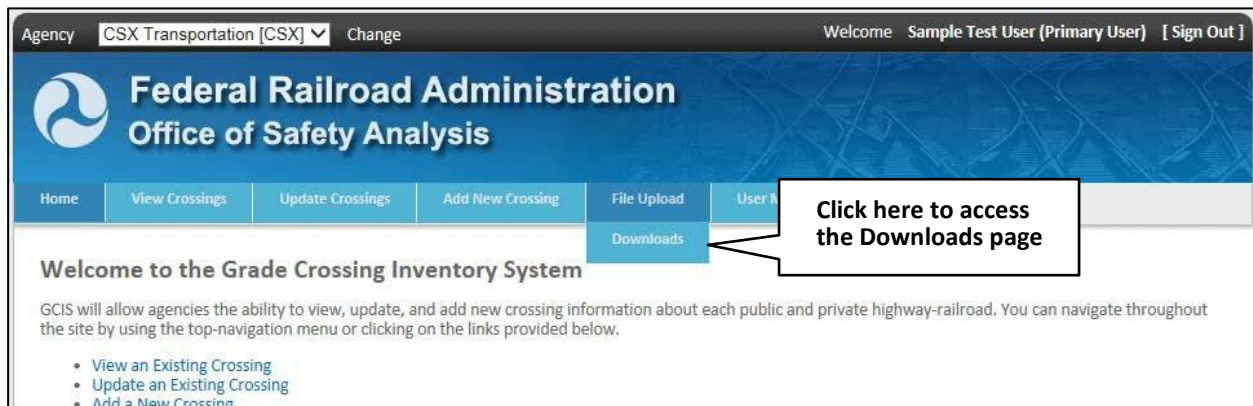 Agency CSX Transportation [CSX] Change Welcome Sample Test User (Primary User) [ Sign Out ]
Federal Railroad Administration
Office of Safety Analysis
Home View Crossings Update Crossings Add New Crossing File Upload User
Downloads
Click here to access
the Downloads page
Welcome to the Grade Crossing Inventory System
GCIS will allow agencies the ability to view, update, and add new crossing information about each public and private highway-railroad. You can navigate throughout
the site by using the top-navigation menu or clicking on the links provided below.
• View an Existing Crossing
• Update an Existing Crossing
• Add a New Crossing